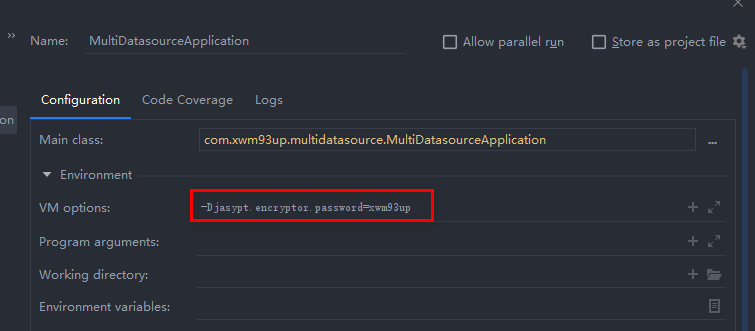 »
Name:
MultiDatasourceApplication
Allow parallel run
Store as project file
on
Configuration
Code Coverage
Logs
Main class:
com.xwm93up.multidatasource.MultiDatasourceApplication
...
Environment
VM options:
-Djasypt.encryptor.password=xwm93up
Program arguments:
Working directory:
Environment variables: